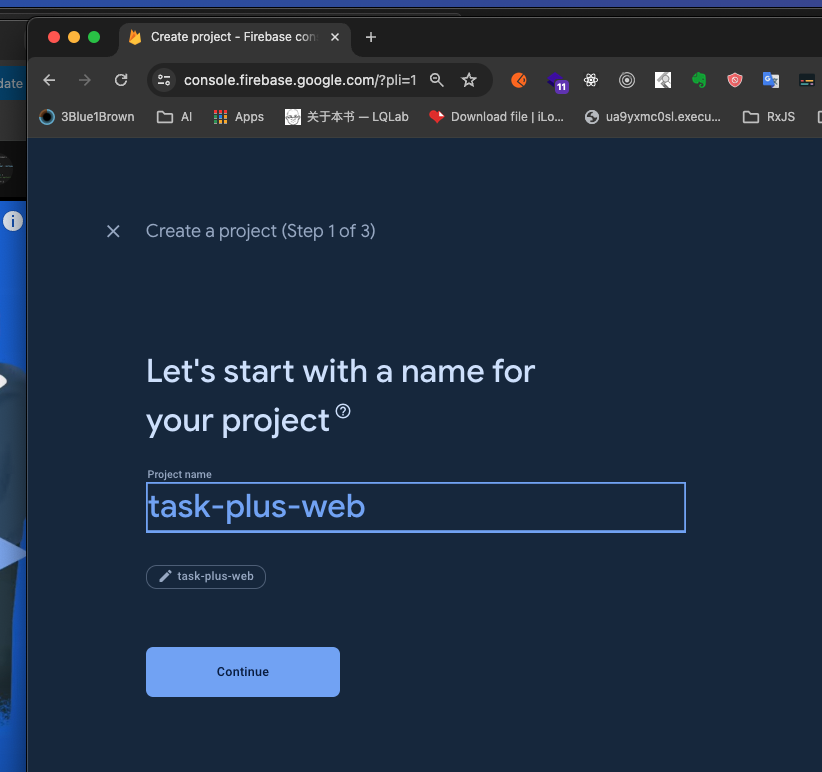 Create project - Firebase con
console.firebase.google.com/?pli=1
11
3Blue1Brown
AI
Apps
关于本书 — LQLab
Download file | iLo...
ua9yxmc0sl.execu...
RxJS
date
Create a project (Step 1 of 3)
Let's start with a name for
your project
Project name
task-plus-web
task-plus-web
Continue